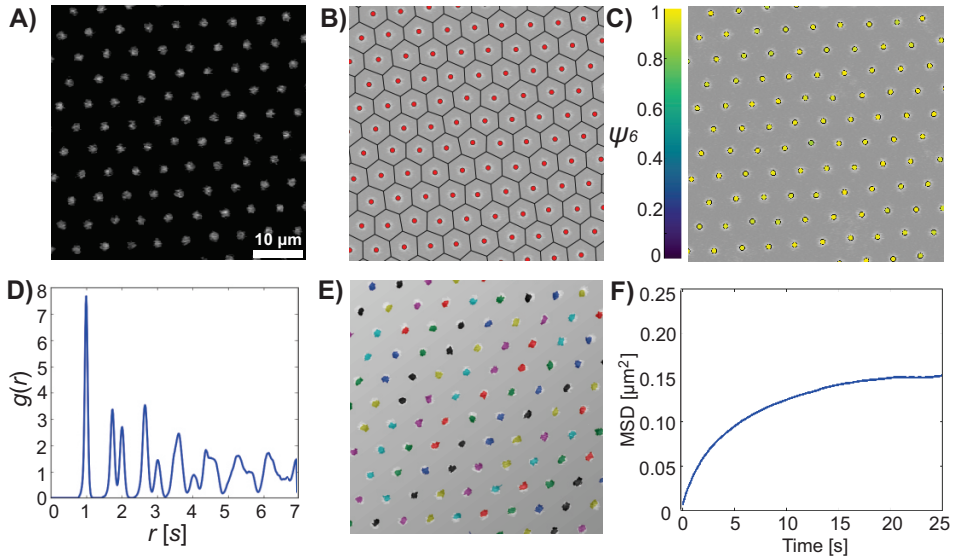 A)
10 µm
B)
C)
1
0.8
0.6
ψ6
0.4
0.2
0
D)
8
7
6
5
4
3
2
1
0
g(r)
0 1 2 3 4 5 6 7
r [s]
E)
F)
0.25
0.20
0.15
0.10
0.05
0
MSD [µm²]
0 5 10 15 20 25
Time [s]